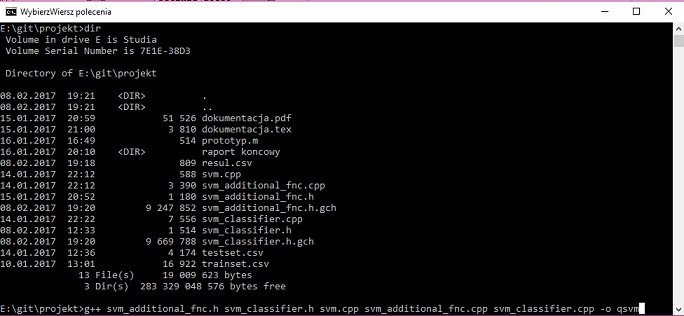 WybierzWiersz polecenia
E:\git\projekt>dir
Volume in drive E is Studia
Volume Serial Number is 7E1E-38D3
Directory of E:\git\projekt
08.02.2017 19:21 <DIR> .
08.02.2017 19:21 <DIR> ..
15.01.2017 20:59 51 526 dokumentacja.pdf
15.01.2017 21:00 3 810 dokumentacja.tex
16.01.2017 16:49 514 prototyp.m
16.01.2017 20:10 <DIR> raport koncowy
08.02.2017 19:18 809 resul.csv
14.01.2017 22:12 588 svm.cpp
14.01.2017 22:12 3 390 svm_additional_fnc.cpp
15.01.2017 20:52 1 180 svm_additional_fnc.h
08.02.2017 19:20 9 247 852 svm_additional_fnc.h.gch
14.01.2017 22:22 7 556 svm_classifier.cpp
08.02.2017 12:33 1 514 svm_classifier.h
08.02.2017 19:20 9 669 788 svm_classifier.h.gch
14.01.2017 12:36 4 174 testset.csv
10.01.2017 13:01 16 922 trainset.csv
13 File(s) 19 009 623 bytes
3 Dir(s) 283 329 048 576 bytes free
E:\git\projekt>g++ svm_additional_fnc.h svm_classifier.h svm.cpp svm_additional_fnc.cpp svm_classifier.cpp -o qsvm